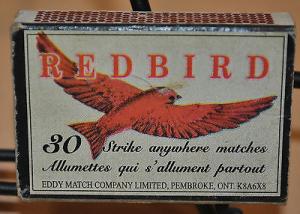 REDBIRD
30 Strike anywhere matches
Allumettes qui s'allument partout
EDDY MATCH COMPANY LIMITED, PEMBROKE, ONT. K8A6X8